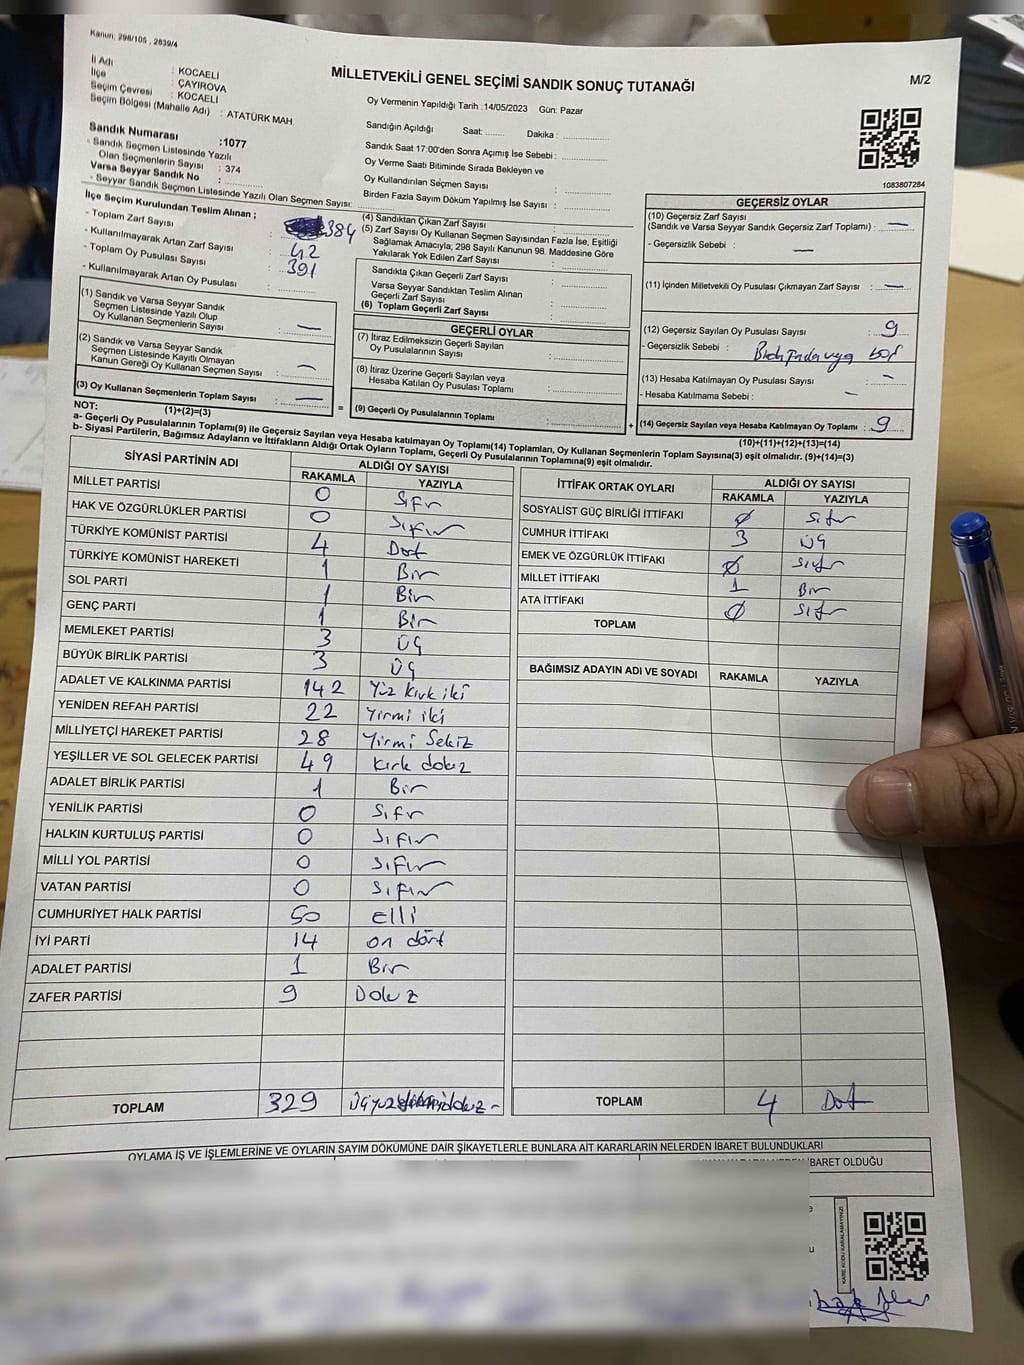 Kanun, 298/105 , 2839/4
MİLLETVEKİLİ GENEL SEÇİMİ SANDIK SONUÇ TUTANAĞI
M/2
İl Adı : KOCAELİ
İlçe : ÇAYIROVA
Seçim Çevresi : KOCAELİ
Seçim Bölgesi (Mahalle Adı) : ATATÜRK MAH.
Sandık Numarası :1077
- Sandık Seçmen Listesinde Yazılı
Olan Seçmenlerin Sayısı : 374
Varsa Seyyar Sandık No :
- Seyyar Sandık Seçmen Listesinde Yazılı Olan Seçmen Sayısı:
Oy Vermenin Yapıldığı Tarih :14/05/2023 Gün: Pazar
Sandığın Açıldığı Saat: Dakika :
Sandık Saat 17:00'den Sonra Açımış İse Sebebi :
Oy Verme Saati Bitiminde Sırada Bekleyen ve
Oy Kullandırılan Seçmen Sayısı :
Birden Fazla Sayım Döküm Yapılmış İse Sayısı :
1083807284
İlçe Seçim Kurulundan Teslim Alınan ;
- Toplam Zarf Sayısı : 384
- Kullanılmayarak Artan Zarf Sayısı : 42
- Toplam Oy Pusulası Sayısı : 391
- Kullanılmayarak Artan Oy Pusulası :
(1) Sandık ve Varsa Seyyar Sandık
Seçmen Listesinde Yazılı Olup
Oy Kullanan Seçmenlerin Sayısı : —
(2) Sandık ve Varsa Seyyar Sandık
Seçmen Listesinde Kayıtlı Olmayan
Kanun Gereği Oy Kullanan Seçmen Sayısı : —
(3) Oy Kullanan Seçmenlerin Toplam Sayısı : —
(1)+(2)=(3)
(4) Sandıktan Çıkan Zarf Sayısı :
(5) Zarf Sayısı Oy Kullanan Seçmen Sayısından Fazla İse, Eşitliği
Sağlamak Amacıyla; 298 Sayılı Kanunun 98. Maddesine Göre
Yakılarak Yok Edilen Zarf Sayısı :
Sandıkta Çıkan Geçerli Zarf Sayısı :
Varsa Seyyar Sandıktan Teslim Alınan
Geçerli Zarf Sayısı :
(6) Toplam Geçerli Zarf Sayısı :
GEÇERLİ OYLAR
(7) İtiraz Edilmeksizin Geçerli Sayılan
Oy Pusulalarının Sayısı :
(8) İtiraz Üzerine Geçerli Sayılan veya
Hesaba Katılan Oy Pusulası Toplamı :
= (9) Geçerli Oy Pusulalarının Toplamı : +
GEÇERSİZ OYLAR
(10) Geçersiz Zarf Sayısı
(Sandık ve Varsa Seyyar Sandık Geçersiz Zarf Toplamı) : —
- Geçersizlik Sebebi : —
(11) İçinden Milletvekili Oy Pusulası Çıkmayan Zarf Sayısı : —
(12) Geçersiz Sayılan Oy Pusulası Sayısı : 9
- Geçersizlik Sebebi :
(13) Hesaba Katılmayan Oy Pusulası Sayısı : —
- Hesaba Katılmama Sebebi : —
(14) Geçersiz Sayılan veya Hesaba Katılmayan Oy Toplamı : 9
(10)+(11)+(12)+(13)=(14)
NOT:
a- Geçerli Oy Pusulalarının Toplamı(9) ile Geçersiz Sayılan veya Hesaba katılmayan Oy Toplamı(14) Toplamları, Oy Kullanan Seçmenlerin Toplam Sayısına(3) eşit olmalıdır. (9)+(14)=(3)
b- Siyasi Partilerin, Bağımsız Adayların ve İttifakların Aldığı Ortak Oyların Toplamı, Geçerli Oy Pusulalarının Toplamına(9) eşit olmalıdır.
SİYASİ PARTİNİN ADI ALDIĞI OY SAYISI
RAKAMLA YAZIYLA
MİLLET PARTİSİ 0 Sıfır
HAK VE ÖZGÜRLÜKLER PARTİSİ 0 Sıfır
TÜRKİYE KOMÜNİST PARTİSİ 4 Dört
TÜRKİYE KOMÜNİST HAREKETİ 1 Bir
SOL PARTİ 1 Bir
GENÇ PARTİ 1 Bir
MEMLEKET PARTİSİ 3 Üç
BÜYÜK BİRLİK PARTİSİ 3 Üç
ADALET VE KALKINMA PARTİSİ 142 Yüz kırk iki
YENİDEN REFAH PARTİSİ 22 Yirmi iki
MİLLİYETÇİ HAREKET PARTİSİ 28 Yirmi Sekiz
YEŞİLLER VE SOL GELECEK PARTİSİ 49 kırk dokuz
ADALET BİRLİK PARTİSİ 1 Bir
YENİLİK PARTİSİ 0 Sıfır
HALKIN KURTULUŞ PARTİSİ 0 Sıfır
MİLLİ YOL PARTİSİ 0 Sıfır
VATAN PARTİSİ 0 Sıfır
CUMHURİYET HALK PARTİSİ 50 elli
İYİ PARTİ 14 on dört
ADALET PARTİSİ 1 Bir
ZAFER PARTİSİ 9 Dokuz
TOPLAM 329
İTTİFAK ORTAK OYLARI ALDIĞI OY SAYISI
RAKAMLA YAZIYLA
SOSYALİST GÜÇ BİRLİĞİ İTTİFAKI 0 Sıfır
CUMHUR İTTİFAKI 3 Üç
EMEK VE ÖZGÜRLÜK İTTİFAKI 0 Sıfır
MİLLET İTTİFAKI 1 Bir
ATA İTTİFAKI 0 Sıfır
TOPLAM
BAĞIMSIZ ADAYIN ADI VE SOYADI RAKAMLA YAZIYLA
TOPLAM 4 Dört
OYLAMA İŞ VE İŞLEMLERİNE VE OYLARIN SAYIM DÖKÜMÜNE DAİR ŞİKAYETLERLE BUNLARA AİT KARARLARIN NELERDEN İBARET BULUNDUKLARI
İBARET OLDUĞU
KARE KODU KARALAMAYINIZ!